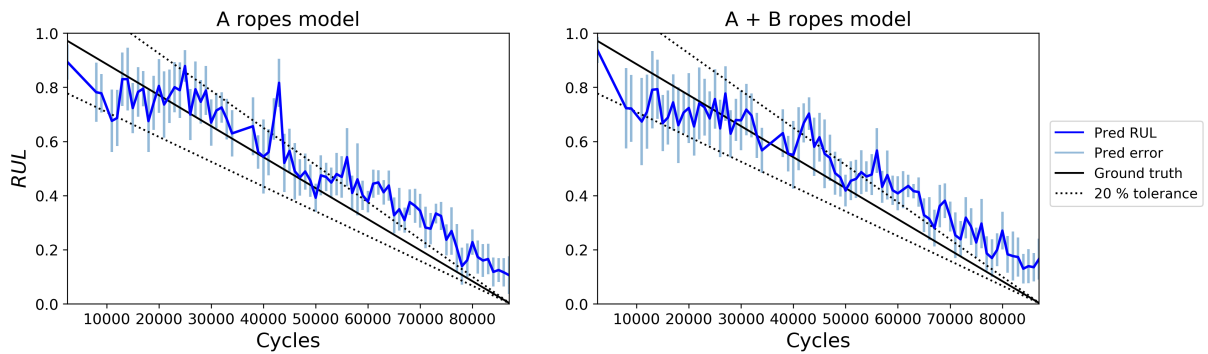 A ropes model
1.0
0.8
0.6
0.4
0.2
0.0
RUL
10000 20000 30000 40000 50000 60000 70000 80000
Cycles
A + B ropes model
1.0
0.8
0.6
0.4
0.2
0.0
10000 20000 30000 40000 50000 60000 70000 80000
Cycles
Pred RUL
Pred error
Ground truth
20 % tolerance